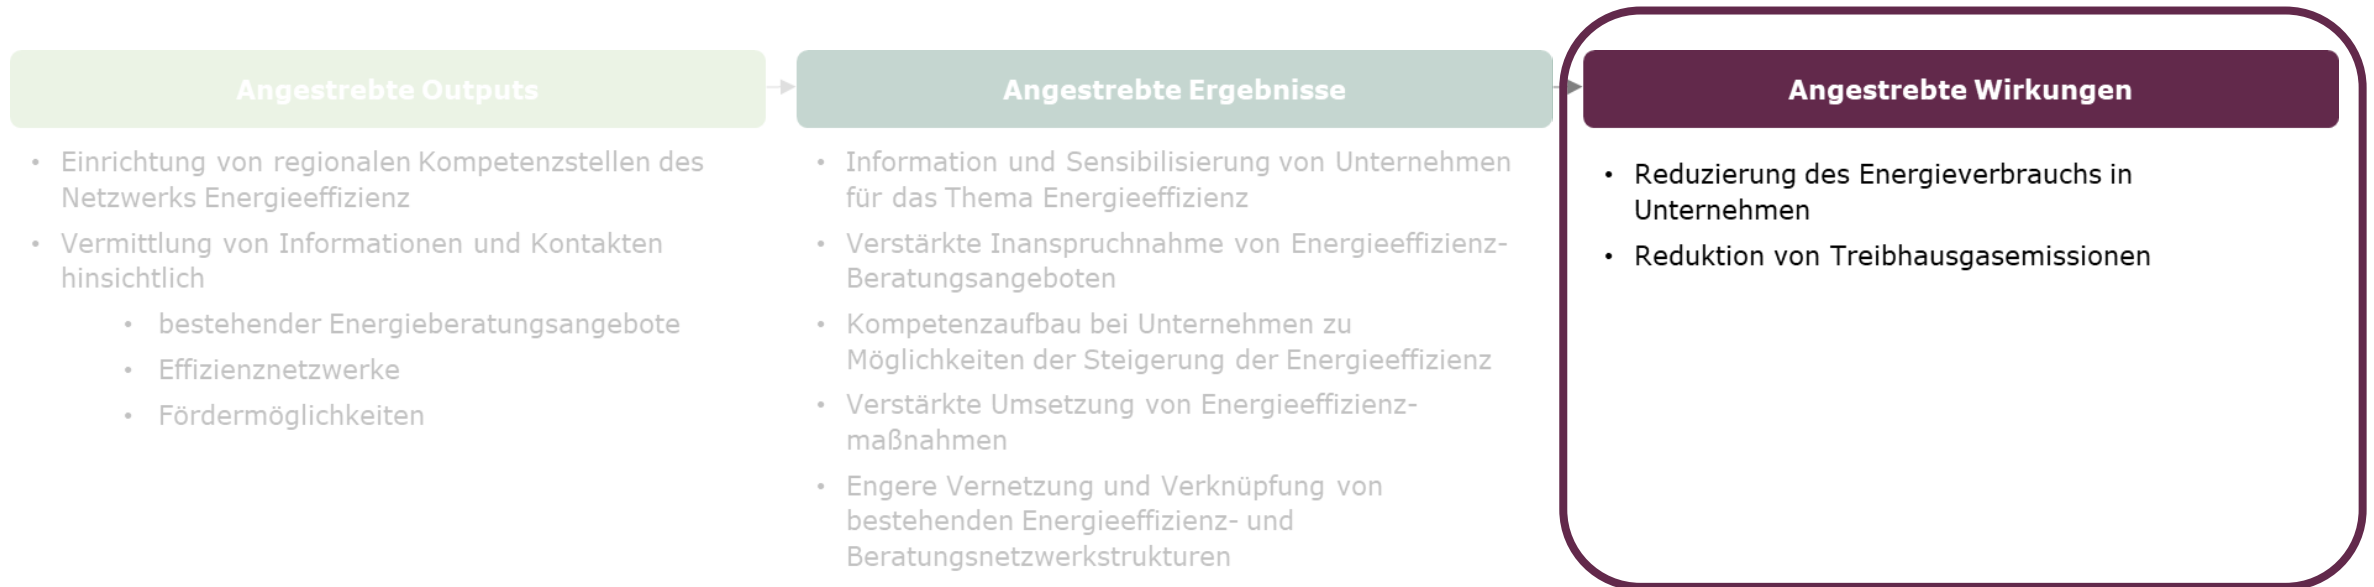 Angestrebte Outputs
• Einrichtung von regionalen Kompetenzstellen des
Netzwerks Energieeffizienz
• Vermittlung von Informationen und Kontakten
hinsichtlich
• bestehender Energieberatungsangebote
• Effizienznetzwerke
• Fördermöglichkeiten
Angestrebte Ergebnisse
• Information und Sensibilisierung von Unternehmen
für das Thema Energieeffizienz
• Verstärkte Inanspruchnahme von Energieeffizienz-
Beratungsangeboten
• Kompetenzaufbau bei Unternehmen zu
Möglichkeiten der Steigerung der Energieeffizienz
• Verstärkte Umsetzung von Energieeffizienz-
maßnahmen
• Engere Vernetzung und Verknüpfung von
bestehenden Energieeffizienz- und
Beratungsnetzwerkstrukturen
Angestrebte Wirkungen
• Reduzierung des Energieverbrauchs in
Unternehmen
• Reduktion von Treibhausgasemissionen